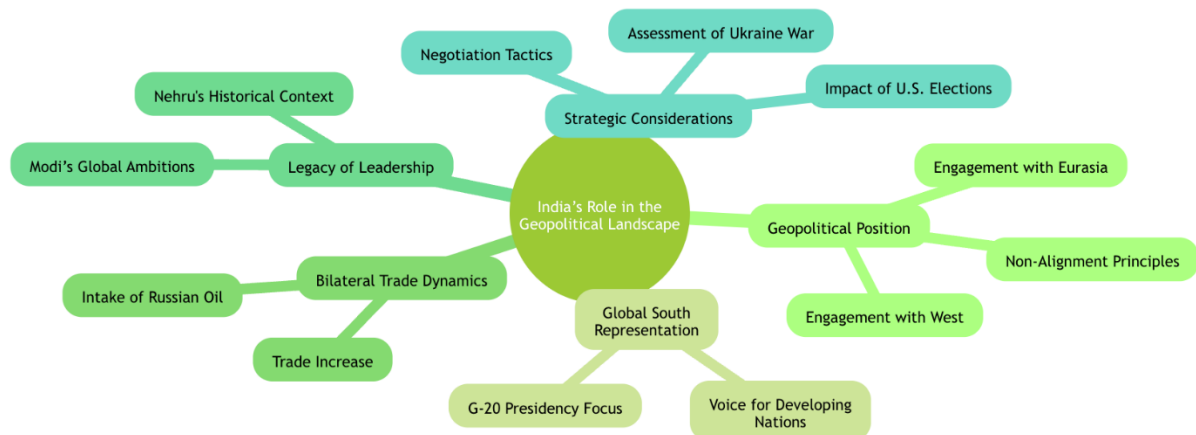 Assessment of Ukraine War
Negotiation Tactics
Impact of U.S. Elections
Strategic Considerations
Nehru's Historical Context
Modi’s Global Ambitions
Legacy of Leadership
India’s Role in the
Geopolitical Landscape
Engagement with Eurasia
Geopolitical Position
Non-Alignment Principles
Engagement with West
Bilateral Trade Dynamics
Intake of Russian Oil
Trade Increase
Global South
Representation
G-20 Presidency Focus
Voice for Developing
Nations